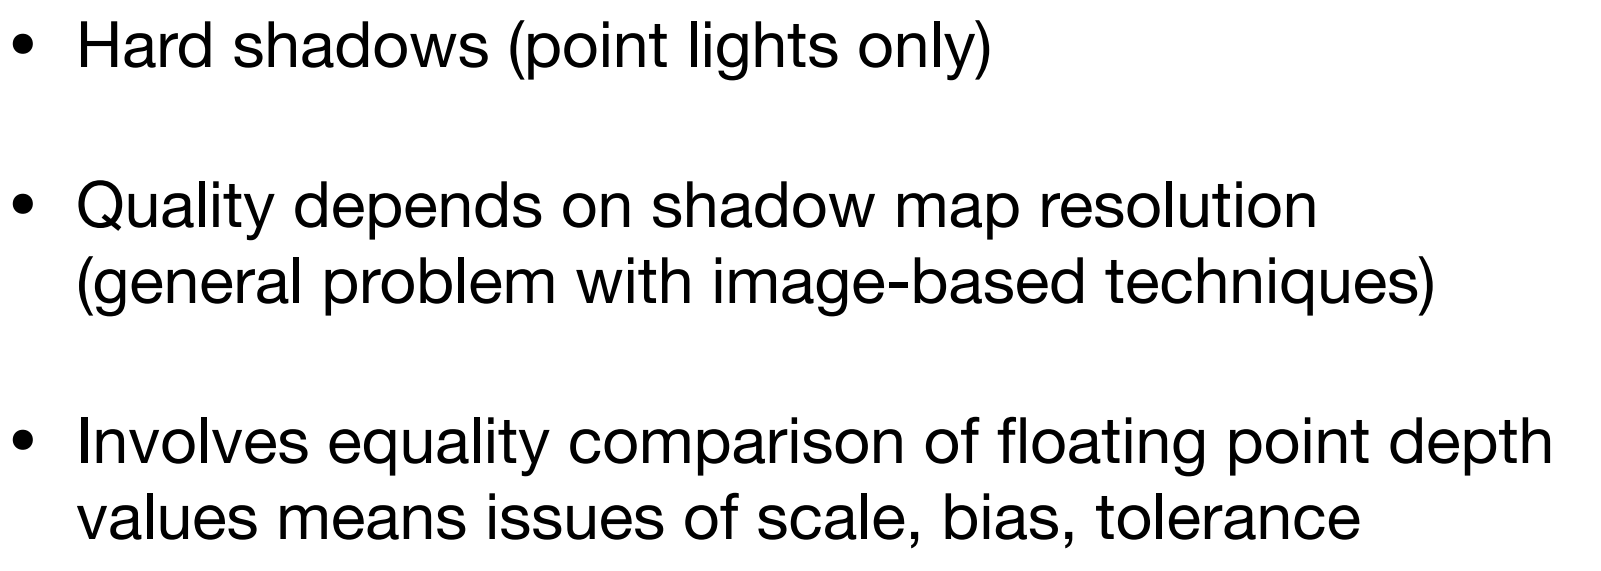 • Hard shadows (point lights only)
• Quality depends on shadow map resolution
(general problem with image-based techniques)
• Involves equality comparison of floating point depth
values means issues of scale, bias, tolerance